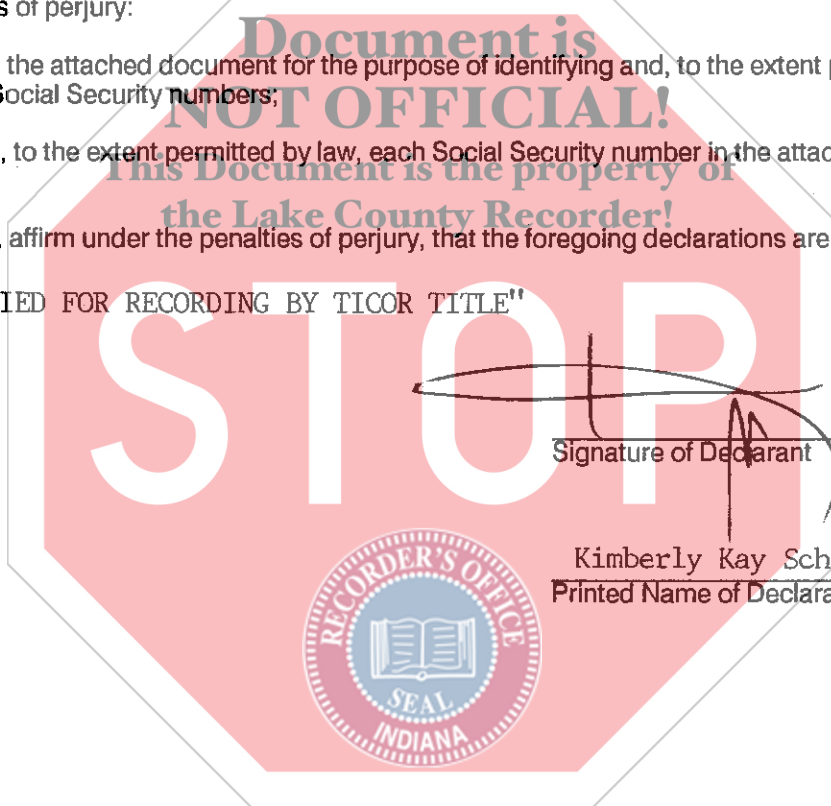 s of perjury:
Document is
the attached document for the purpose of identifying and, to the extent p
Social Security numbers;
NOT OFFICIAL!
, to the extent permitted by law, each Social Security number in the attac
This Document is the property of
the Lake County Recorder!
, affirm under the penalties of perjury, that the foregoing declarations are
IED FOR RECORDING BY TICOR TITLE"
STOP
Signature of Declarant
Kimberly Kay Sch
Printed Name of Declara
RECORDER'S OFFICE
SEAL
INDIANA